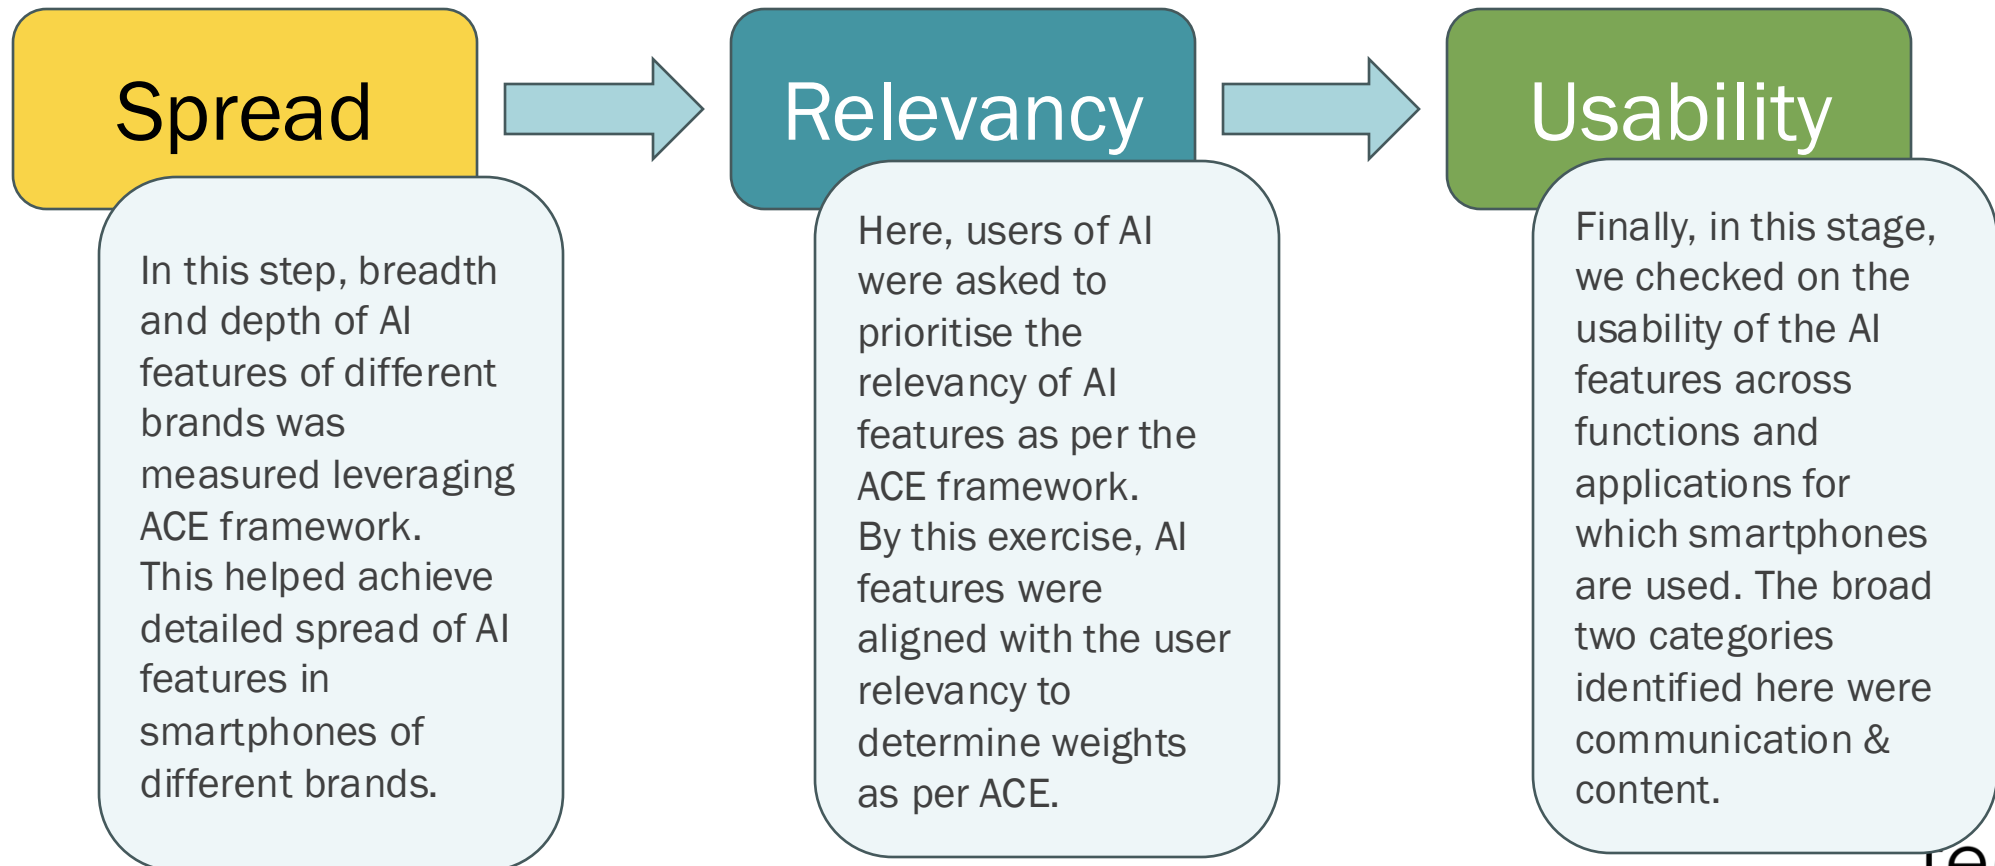 Spread
In this step, breadth
and depth of AI
features of different
brands was
measured leveraging
ACE framework.
This helped achieve
detailed spread of AI
features in
smartphones of
different brands.
Relevancy
Here, users of AI
were asked to
prioritise the
relevancy of AI
features as per the
ACE framework.
By this exercise, AI
features were
aligned with the user
relevancy to
determine weights
as per ACE.
Usability
Finally, in this stage,
we checked on the
usability of the AI
features across
functions and
applications for
which smartphones
are used. The broad
two categories
identified here were
communication &
content.